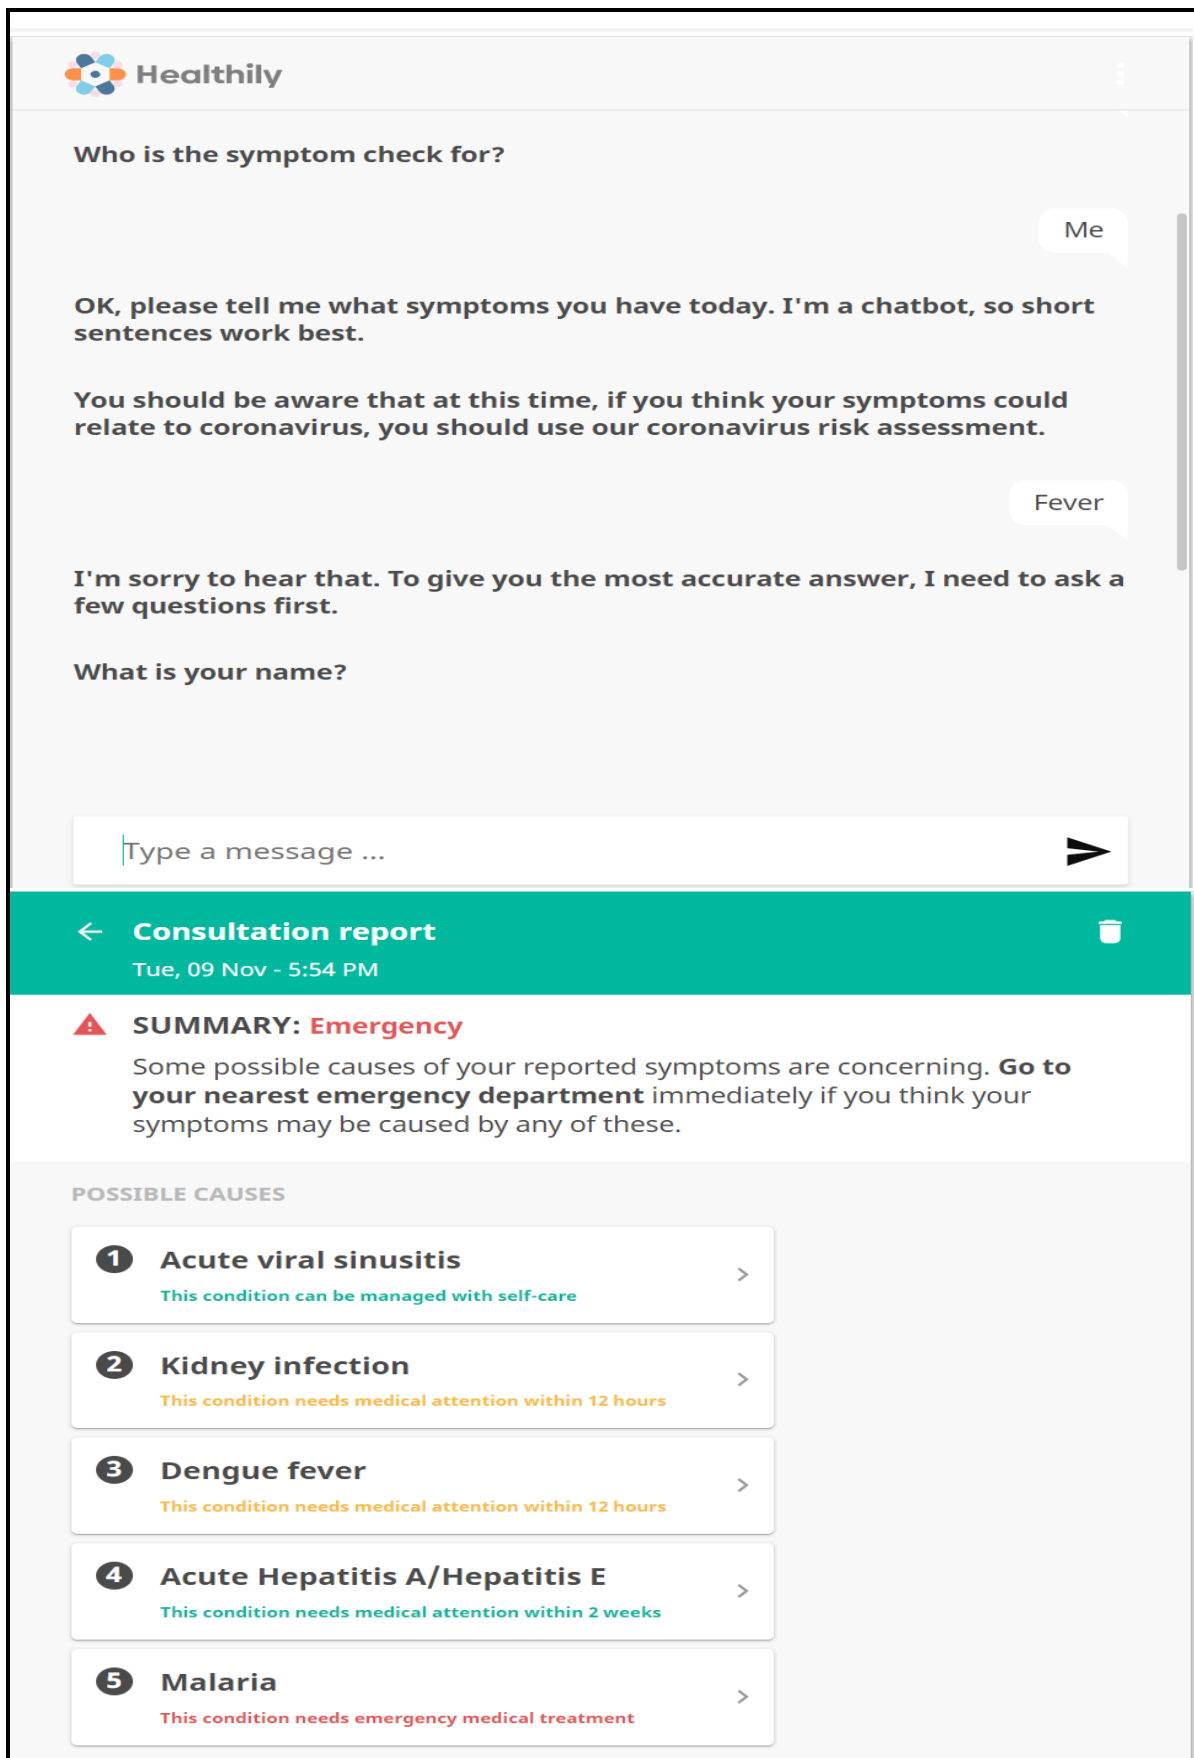 Healthily
Who is the symptom check for?
Me
OK, please tell me what symptoms you have today. I'm a chatbot, so short
sentences work best.
You should be aware that at this time, if you think your symptoms could
relate to coronavirus, you should use our coronavirus risk assessment.
Fever
I'm sorry to hear that. To give you the most accurate answer, I need to ask a
few questions first.
What is your name?
Type a message ...
Consultation report
Tue, 09 Nov - 5:54 PM
SUMMARY: Emergency
Some possible causes of your reported symptoms are concerning. Go to
your nearest emergency department immediately if you think your
symptoms may be caused by any of these.
POSSIBLE CAUSES
1 Acute viral sinusitis
This condition can be managed with self-care
2 Kidney infection
This condition needs medical attention within 12 hours
3 Dengue fever
This condition needs medical attention within 12 hours
4 Acute Hepatitis A/Hepatitis E
This condition needs medical attention within 2 weeks
5 Malaria
This condition needs emergency medical treatment